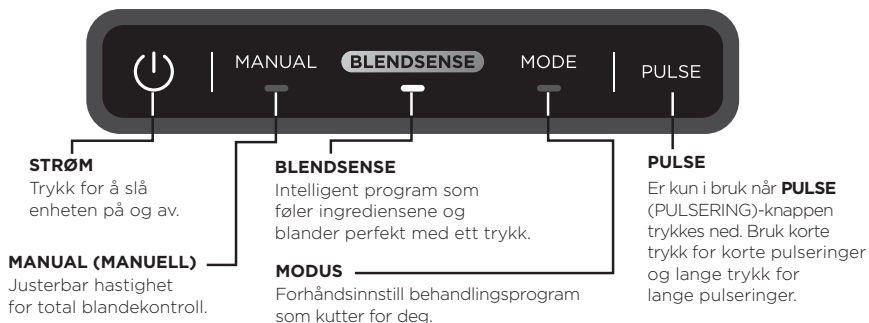 MANUAL BLENDSENSE MODE PULSE
STRØM
Trykk for å slå
enheten på og av.
MANUAL (MANUELL)
Justerbar hastighet
for total blandekontroll.
BLENDSENSE
Intelligent program som
føler ingrediensene og
blander perfekt med ett trykk.
MODUS
Forhåndsinnstill behandlingsprogram
som kutter for deg.
PULSE
Er kun i bruk når PULSE
(PULSERING)-knappen
trykkes ned. Bruk korte
trykk for korte pulseringer
og lange trykk for
lange pulseringer.